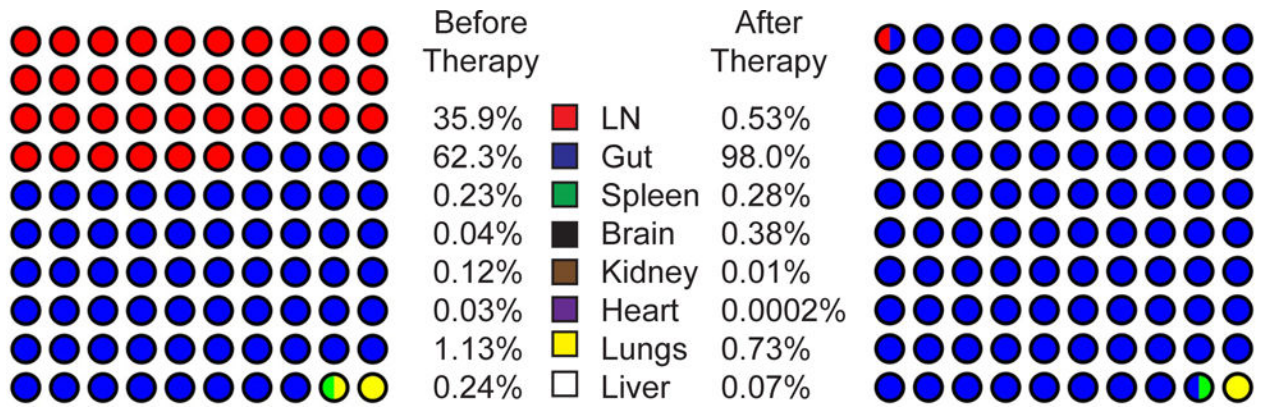 Before After
Therapy Therapy
35.9% LN 0.53%
62.3% Gut 98.0%
0.23% Spleen 0.28%
0.04% Brain 0.38%
0.12% Kidney 0.01%
0.03% Heart 0.0002%
1.13% Lungs 0.73%
0.24% Liver 0.07%